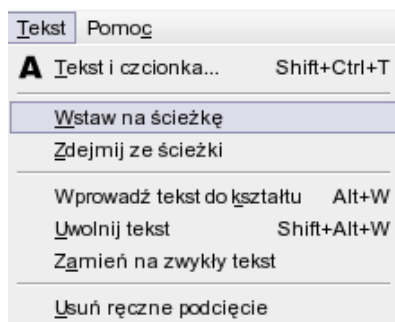 Tekst Pomoc
A Tekst i czcionka... Shift+Ctrl+T
Wstaw na ścieżkę
Zdejmij ze ścieżki
Wprowadź tekst do kształtu Alt+W
Uwolnij tekst Shift+Alt+W
Zamień na zwykły tekst
Usuń ręczne podcięcie